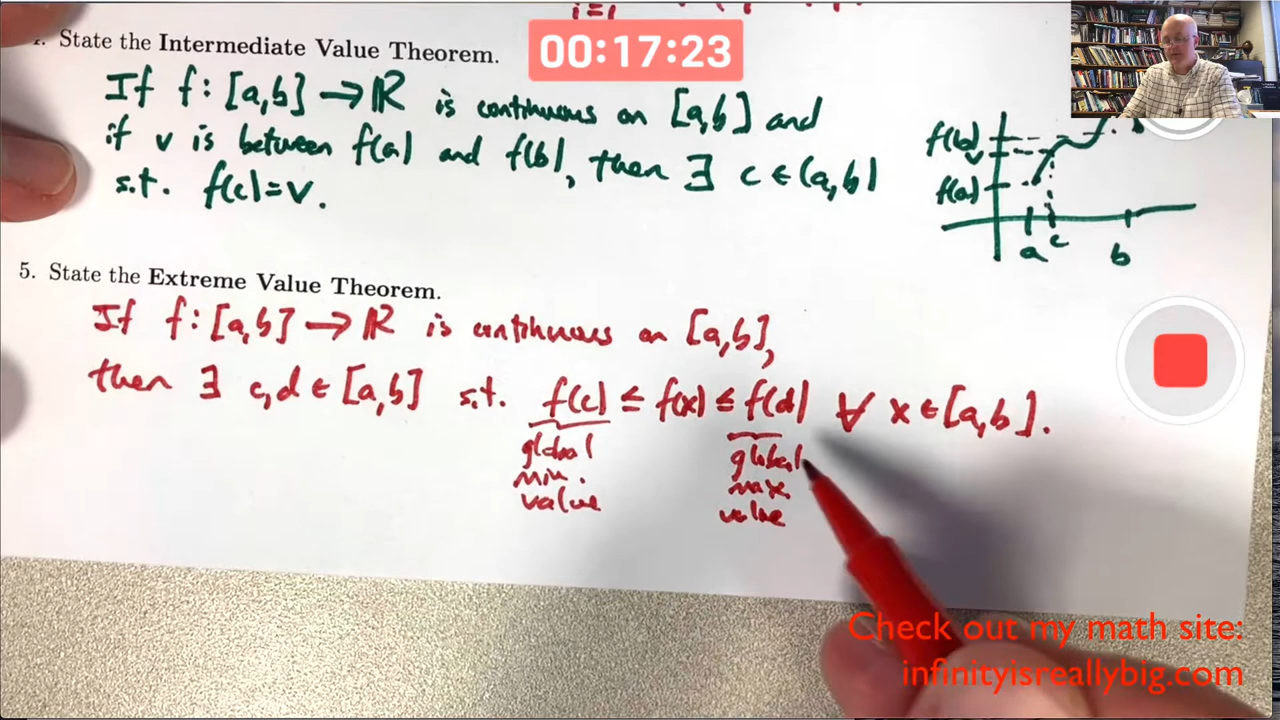 i=1
4. State the Intermediate Value Theorem.
00:17:23
If f: [a,b] → ℝ is continuous on [a,b] and
if v is between f(a) and f(b), then ∃ c ∈ (a,b)
s.t. f(c)=v.
f(b)
v
f(a)
a c b
5. State the Extreme Value Theorem.
If f: [a,b] → ℝ is continuous on [a,b],
then ∃ c,d ∈ [a,b] s.t. f(c) ≤ f(x) ≤ f(d) ∀ x ∈ [a,b].
global
min.
value
global
max
value
Check out my math site:
infinityisreallybig.com